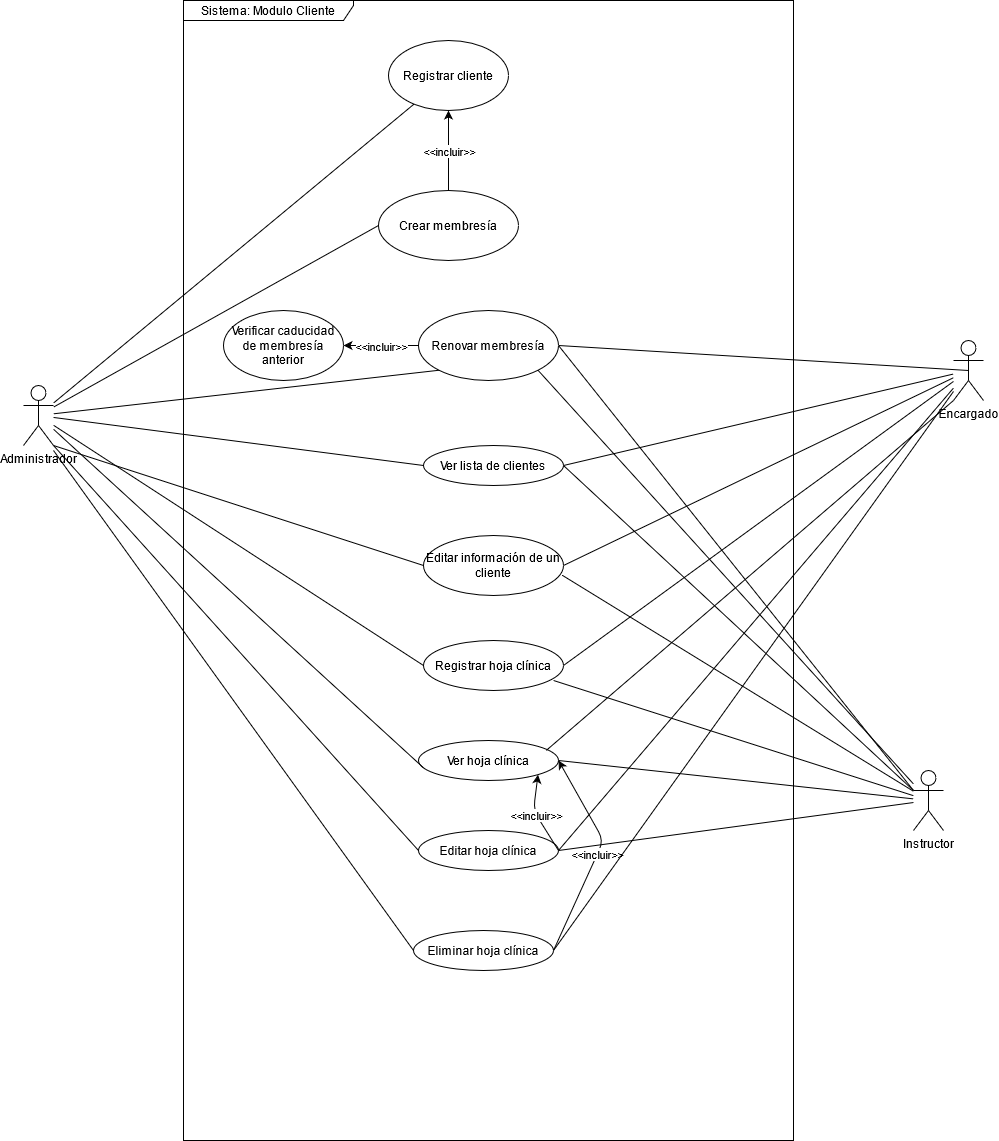 Sistema: Modulo Cliente
Registrar cliente
<<incluir>>
Crear membresía
Verificar caducidad
de membresía
anterior
<<incluir>>
Renovar membresía
Encargado
Administrador
Ver lista de clientes
Editar información de un
cliente
Registrar hoja clínica
Ver hoja clínica
<<incluir>>
Editar hoja clínica
<<incluir>>
Instructor
Eliminar hoja clínica